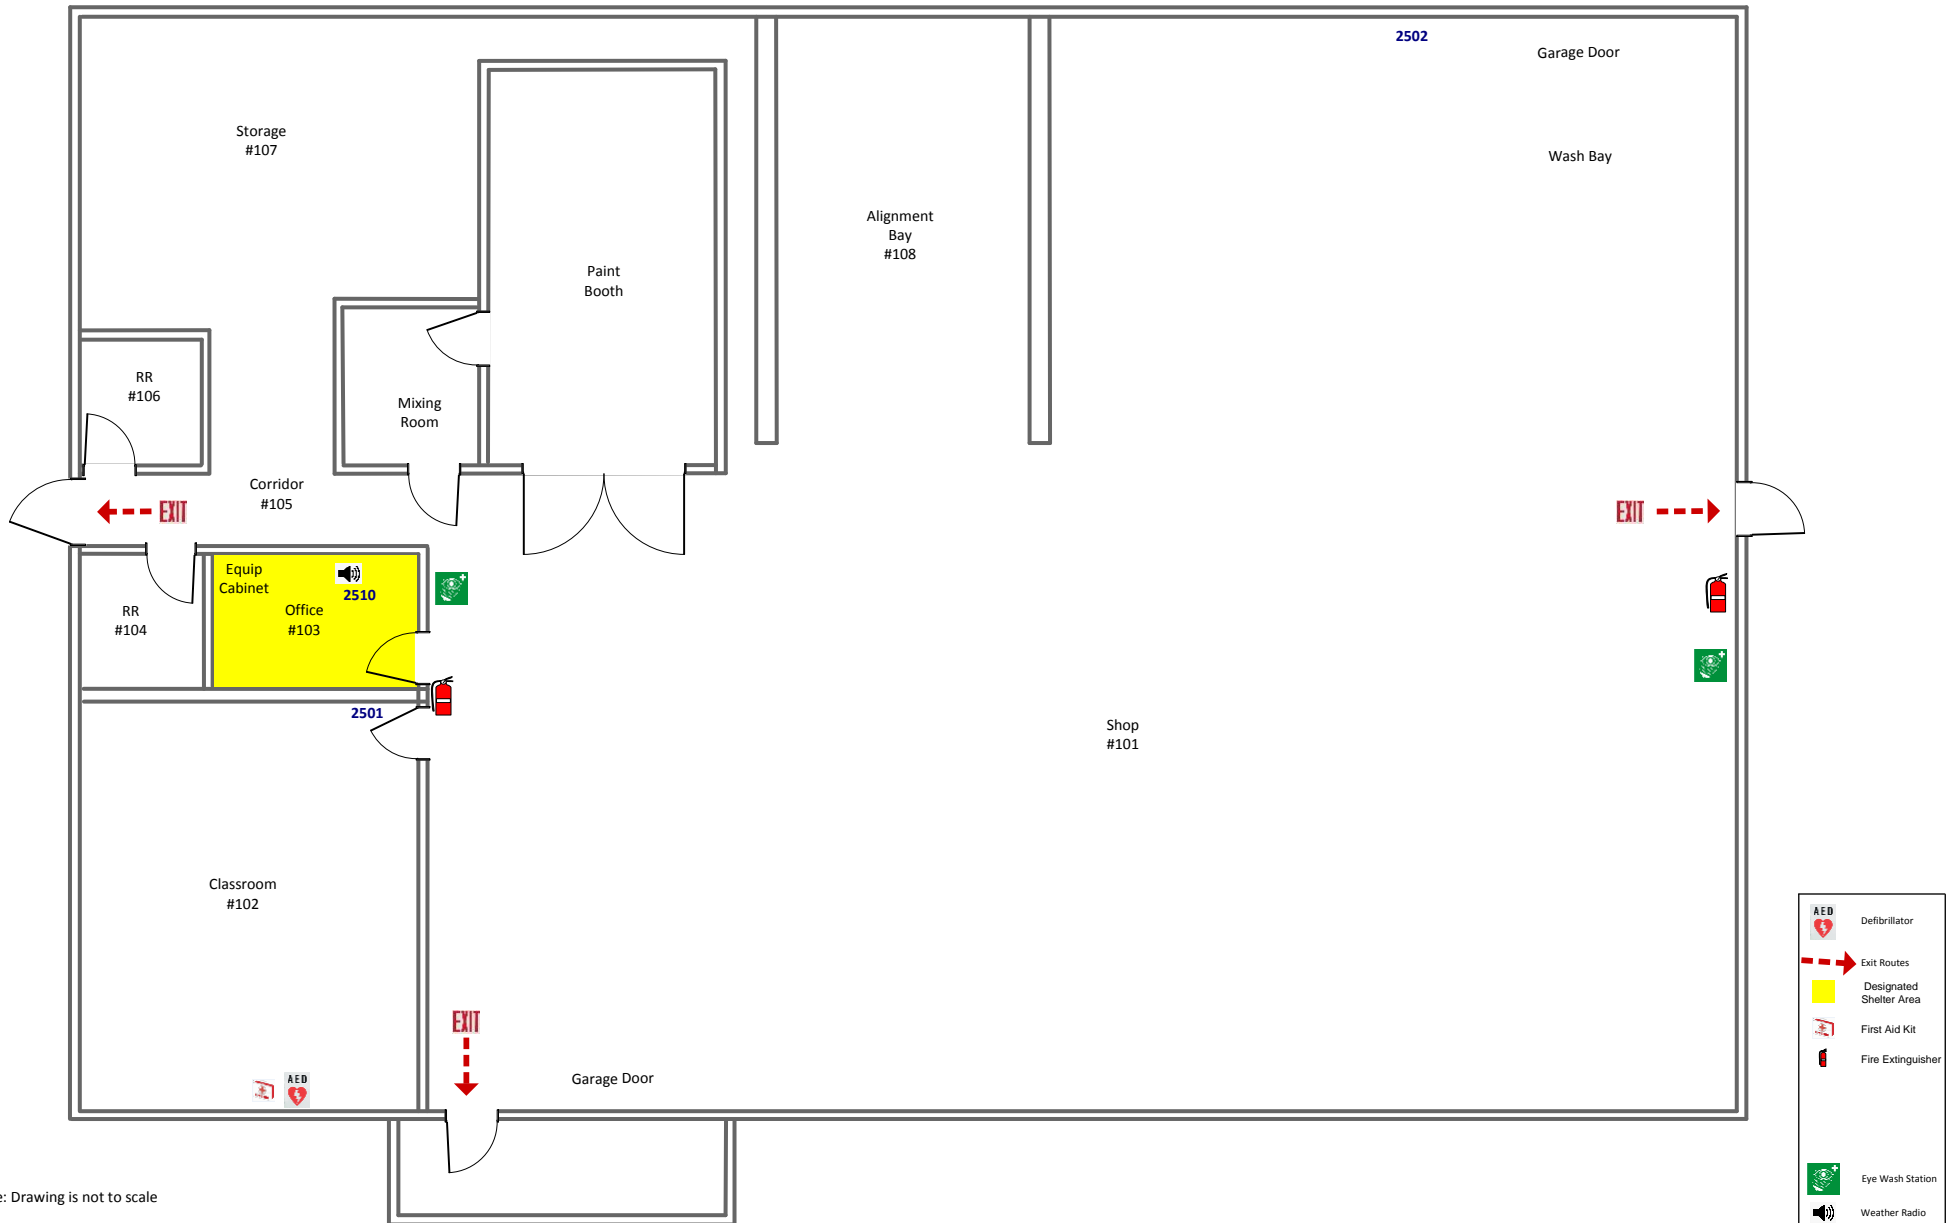 2502
Garage Door
Storage
#107
Wash Bay
Alignment
Bay
#108
Paint
Booth
RR
#106
Mixing
Room
Corridor
#105
EXIT
EXIT
Equip
Cabinet
2510
Office
#103
RR
#104
2501
Shop
#101
Classroom
#102
EXIT
Garage Door
AED
AED
Defibrillator
Exit Routes
Designated
Shelter Area
First Aid Kit
Fire Extinguisher
Eye Wash Station
Weather Radio
: Drawing is not to scale